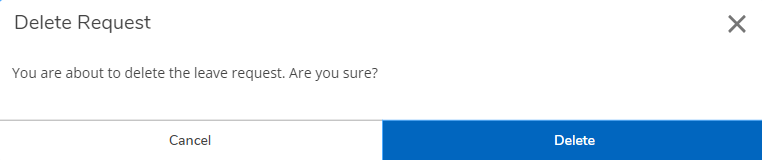 Delete Request
You are about to delete the leave request. Are you sure?
Cancel
Delete